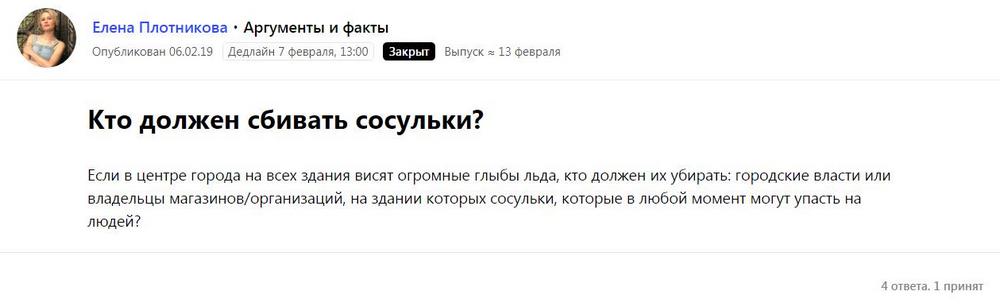 Елена Плотникова • Аргументы и факты
Опубликован 06.02.19 Дедлайн 7 февраля, 13:00 Закрыт Выпуск ≈ 13 февраля
Кто должен сбивать сосульки?
Если в центре города на всех здания висят огромные глыбы льда, кто должен их убирать: городские власти или
владельцы магазинов/организаций, на здании которых сосульки, которые в любой момент могут упасть на
людей?
4 ответа. 1 принят